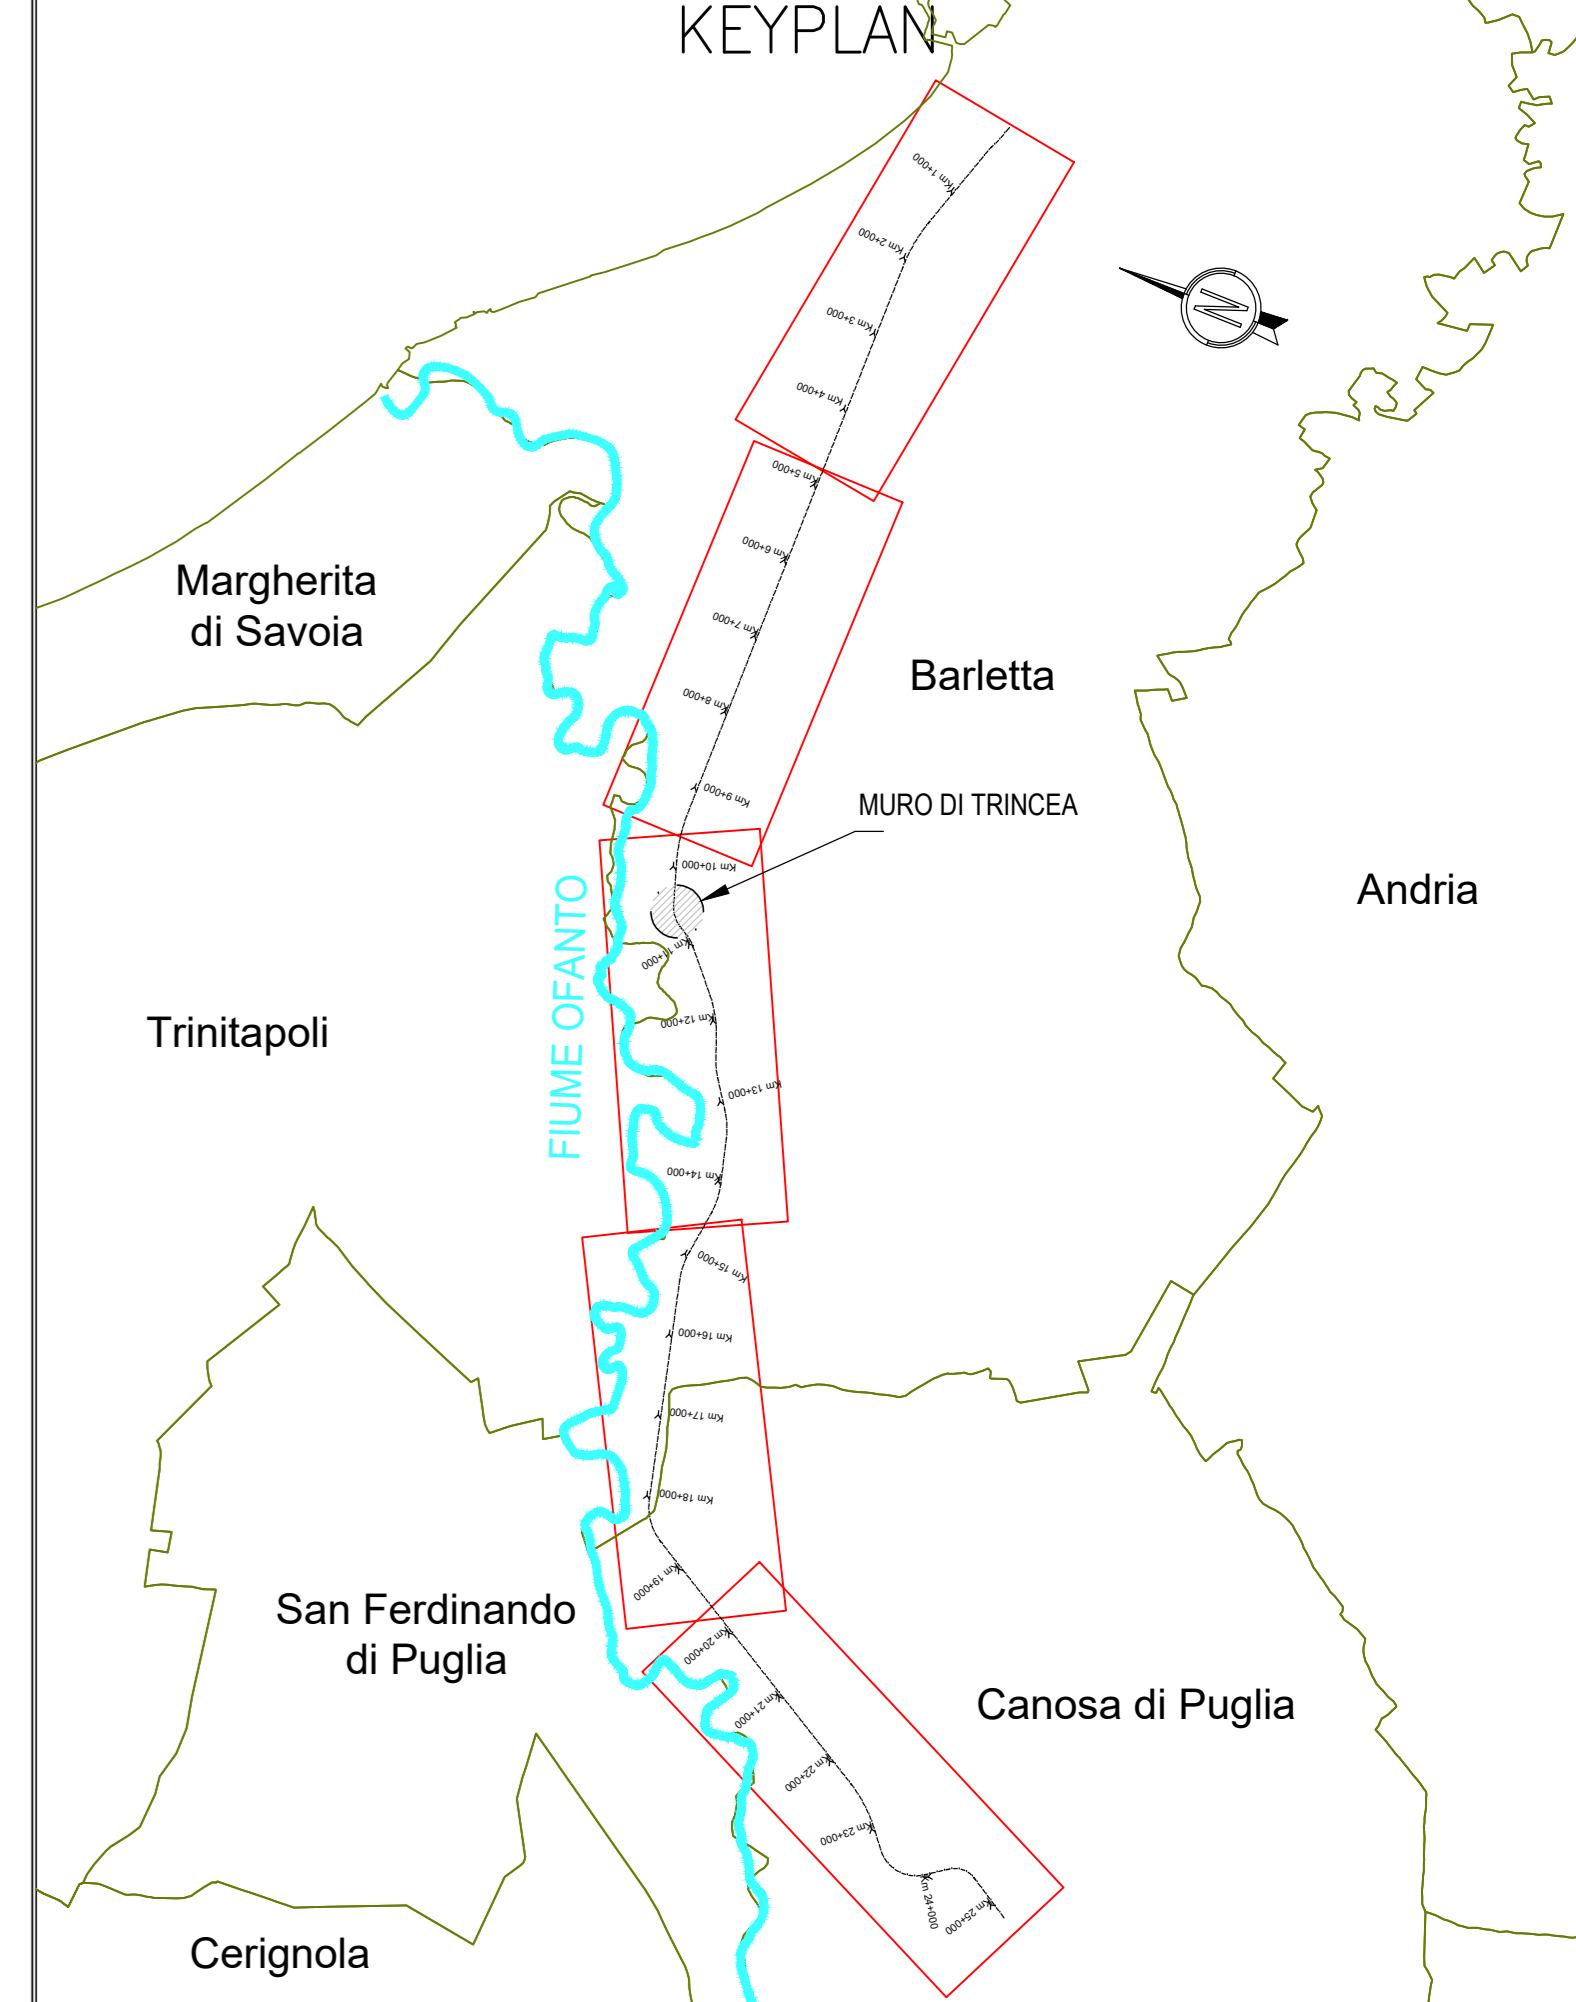 KEYPLAN
Km 1+000
Km 2+000
N
Km 3+000
Km 4+000
Km 5+000
Km 6+000
Margherita
di Savoia
Km 7+000
Barletta
Km 8+000
Km 9+000
MURO DI TRINCEA
Km 10+000
Andria
FIUME OFANTO
Km 11+000
Trinitapoli
Km 12+000
Km 13+000
Km 14+000
Km 15+000
Km 16+000
Km 17+000
Km 18+000
Km 19+000
San Ferdinando
di Puglia
Km 20+000
Canosa di Puglia
Km 21+000
Km 22+000
Km 23+000
Km 24+000
Km 25+000
Cerignola